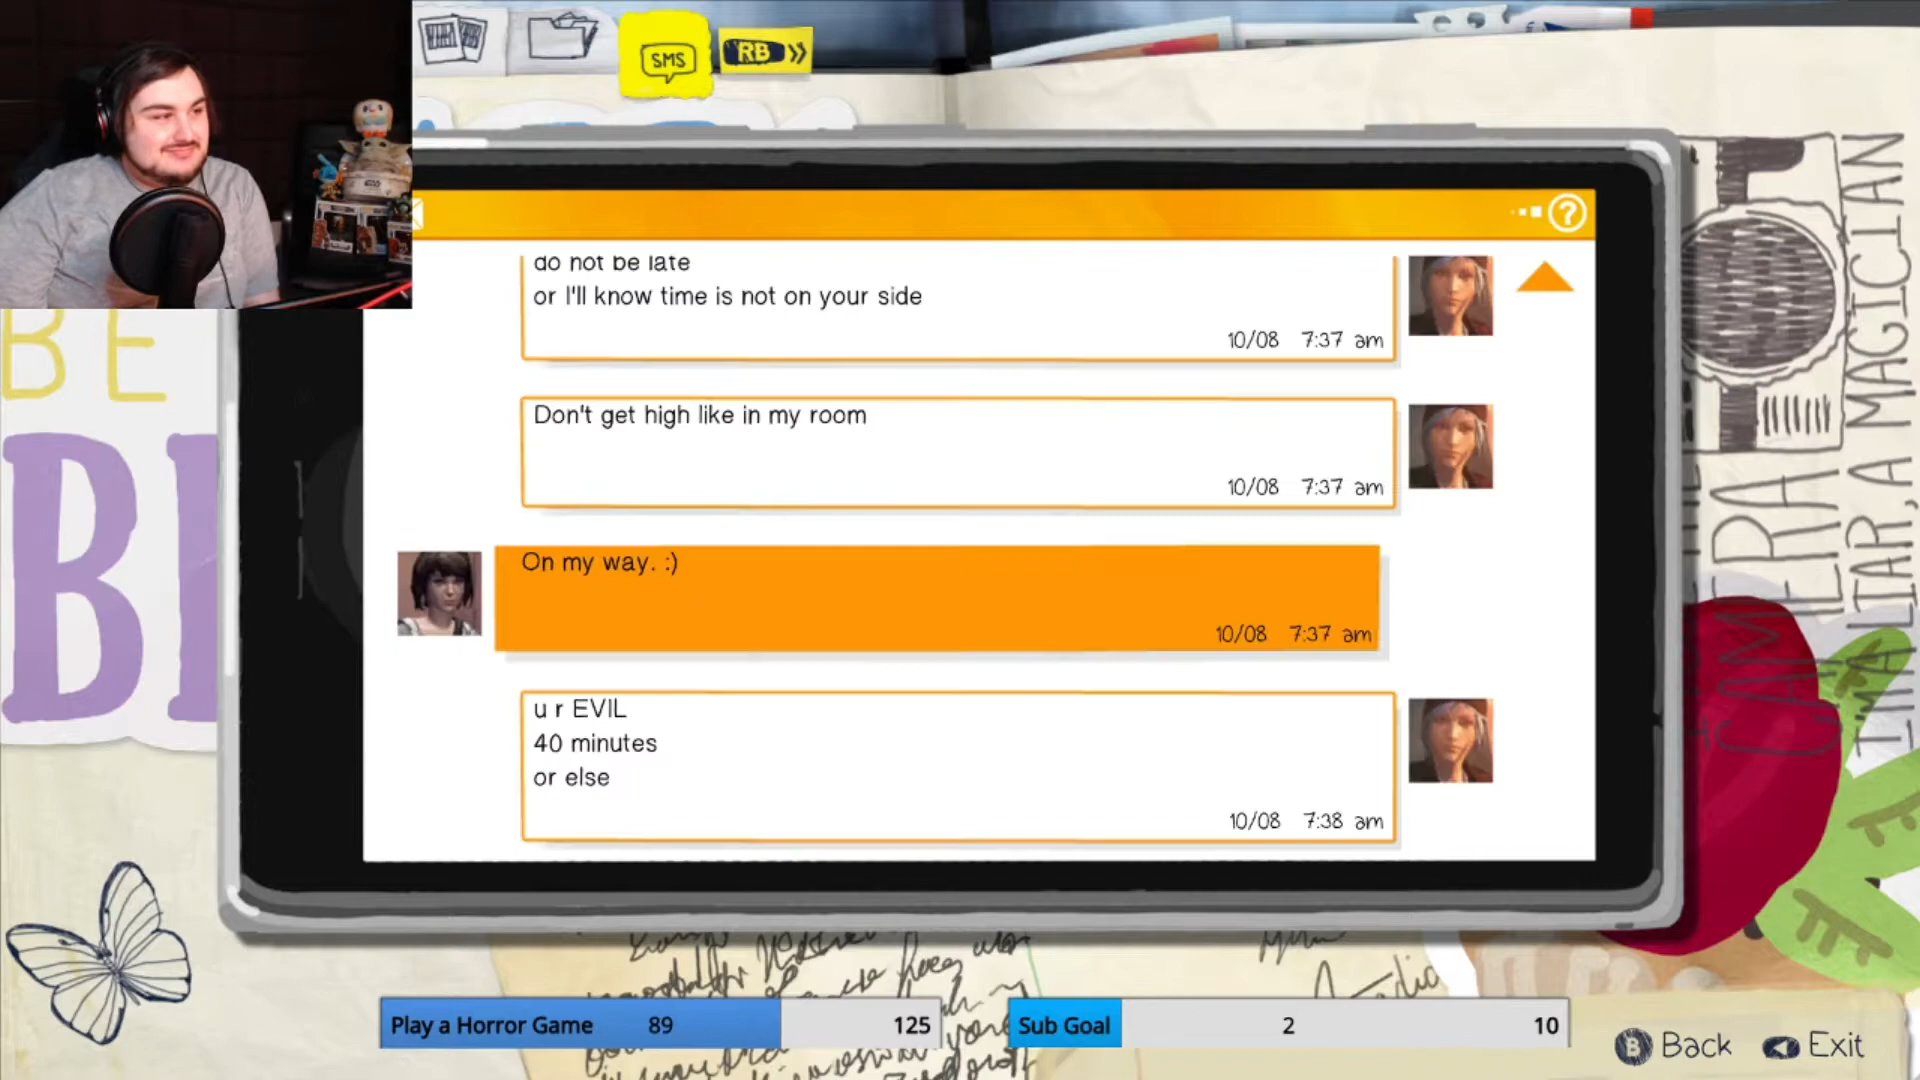 SMS
RB
do not be late
or I'll know time is not on your side
10/08 7:37 am
Don't get high like in my room
10/08 7:37 am
On my way. :)
10/08 7:37 am
u r EVIL
40 minutes
or else
10/08 7:38 am
BE
CAMERA
LIAR, A MAGICIAN
Play a Horror Game 89 125
Sub Goal 2 10
B Back Exit